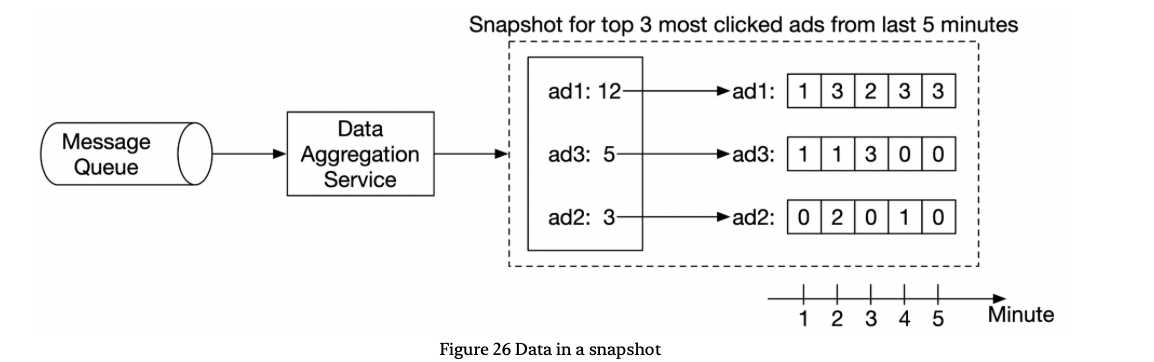 Snapshot for top 3 most clicked ads from last 5 minutes
Message
Queue
Data
Aggregation
Service
ad1: 12
ad1: 1 3 2 3 3
ad3: 5
ad3: 1 1 3 0 0
ad2: 3
ad2: 0 2 0 1 0
1 2 3 4 5 Minute
Figure 26 Data in a snapshot